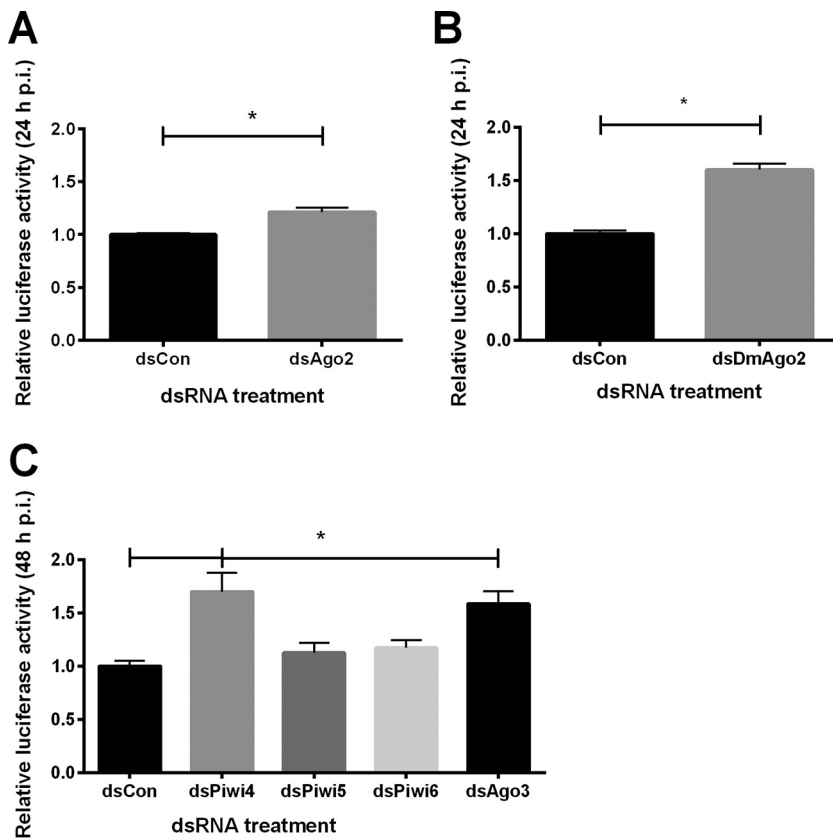 A
Relative luciferase activity (24 h p.i.)
2.0
1.5
1.0
0.5
0.0
*
dsCon dsAgo2
dsRNA treatment
B
Relative luciferase activity (24 h p.i.)
2.0
1.5
1.0
0.5
0.0
*
dsCon dsDmAgo2
dsRNA treatment
C
Relative luciferase activity (48 h p.i.)
2.0
1.5
1.0
0.5
0.0
*
dsCon dsPiwi4 dsPiwi5 dsPiwi6 dsAgo3
dsRNA treatment